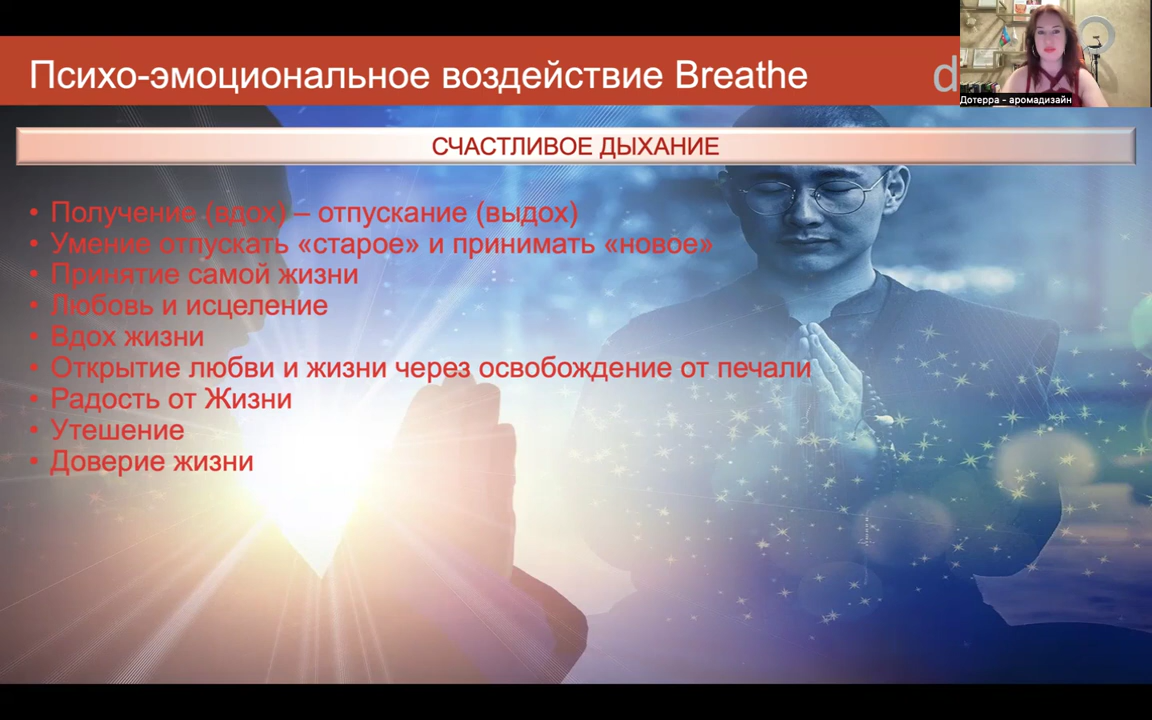 Психо-эмоциональное воздействие Breathe
d
Дотерра - аромадизайн
СЧАСТЛИВОЕ ДЫХАНИЕ
• Получение (вдох) – отпускание (выдох)
• Умение отпускать «старое» и принимать «новое»
• Принятие самой жизни
• Любовь и исцеление
• Вдох жизни
• Открытие любви и жизни через освобождение от печали
• Радость от Жизни
• Утешение
• Доверие жизни